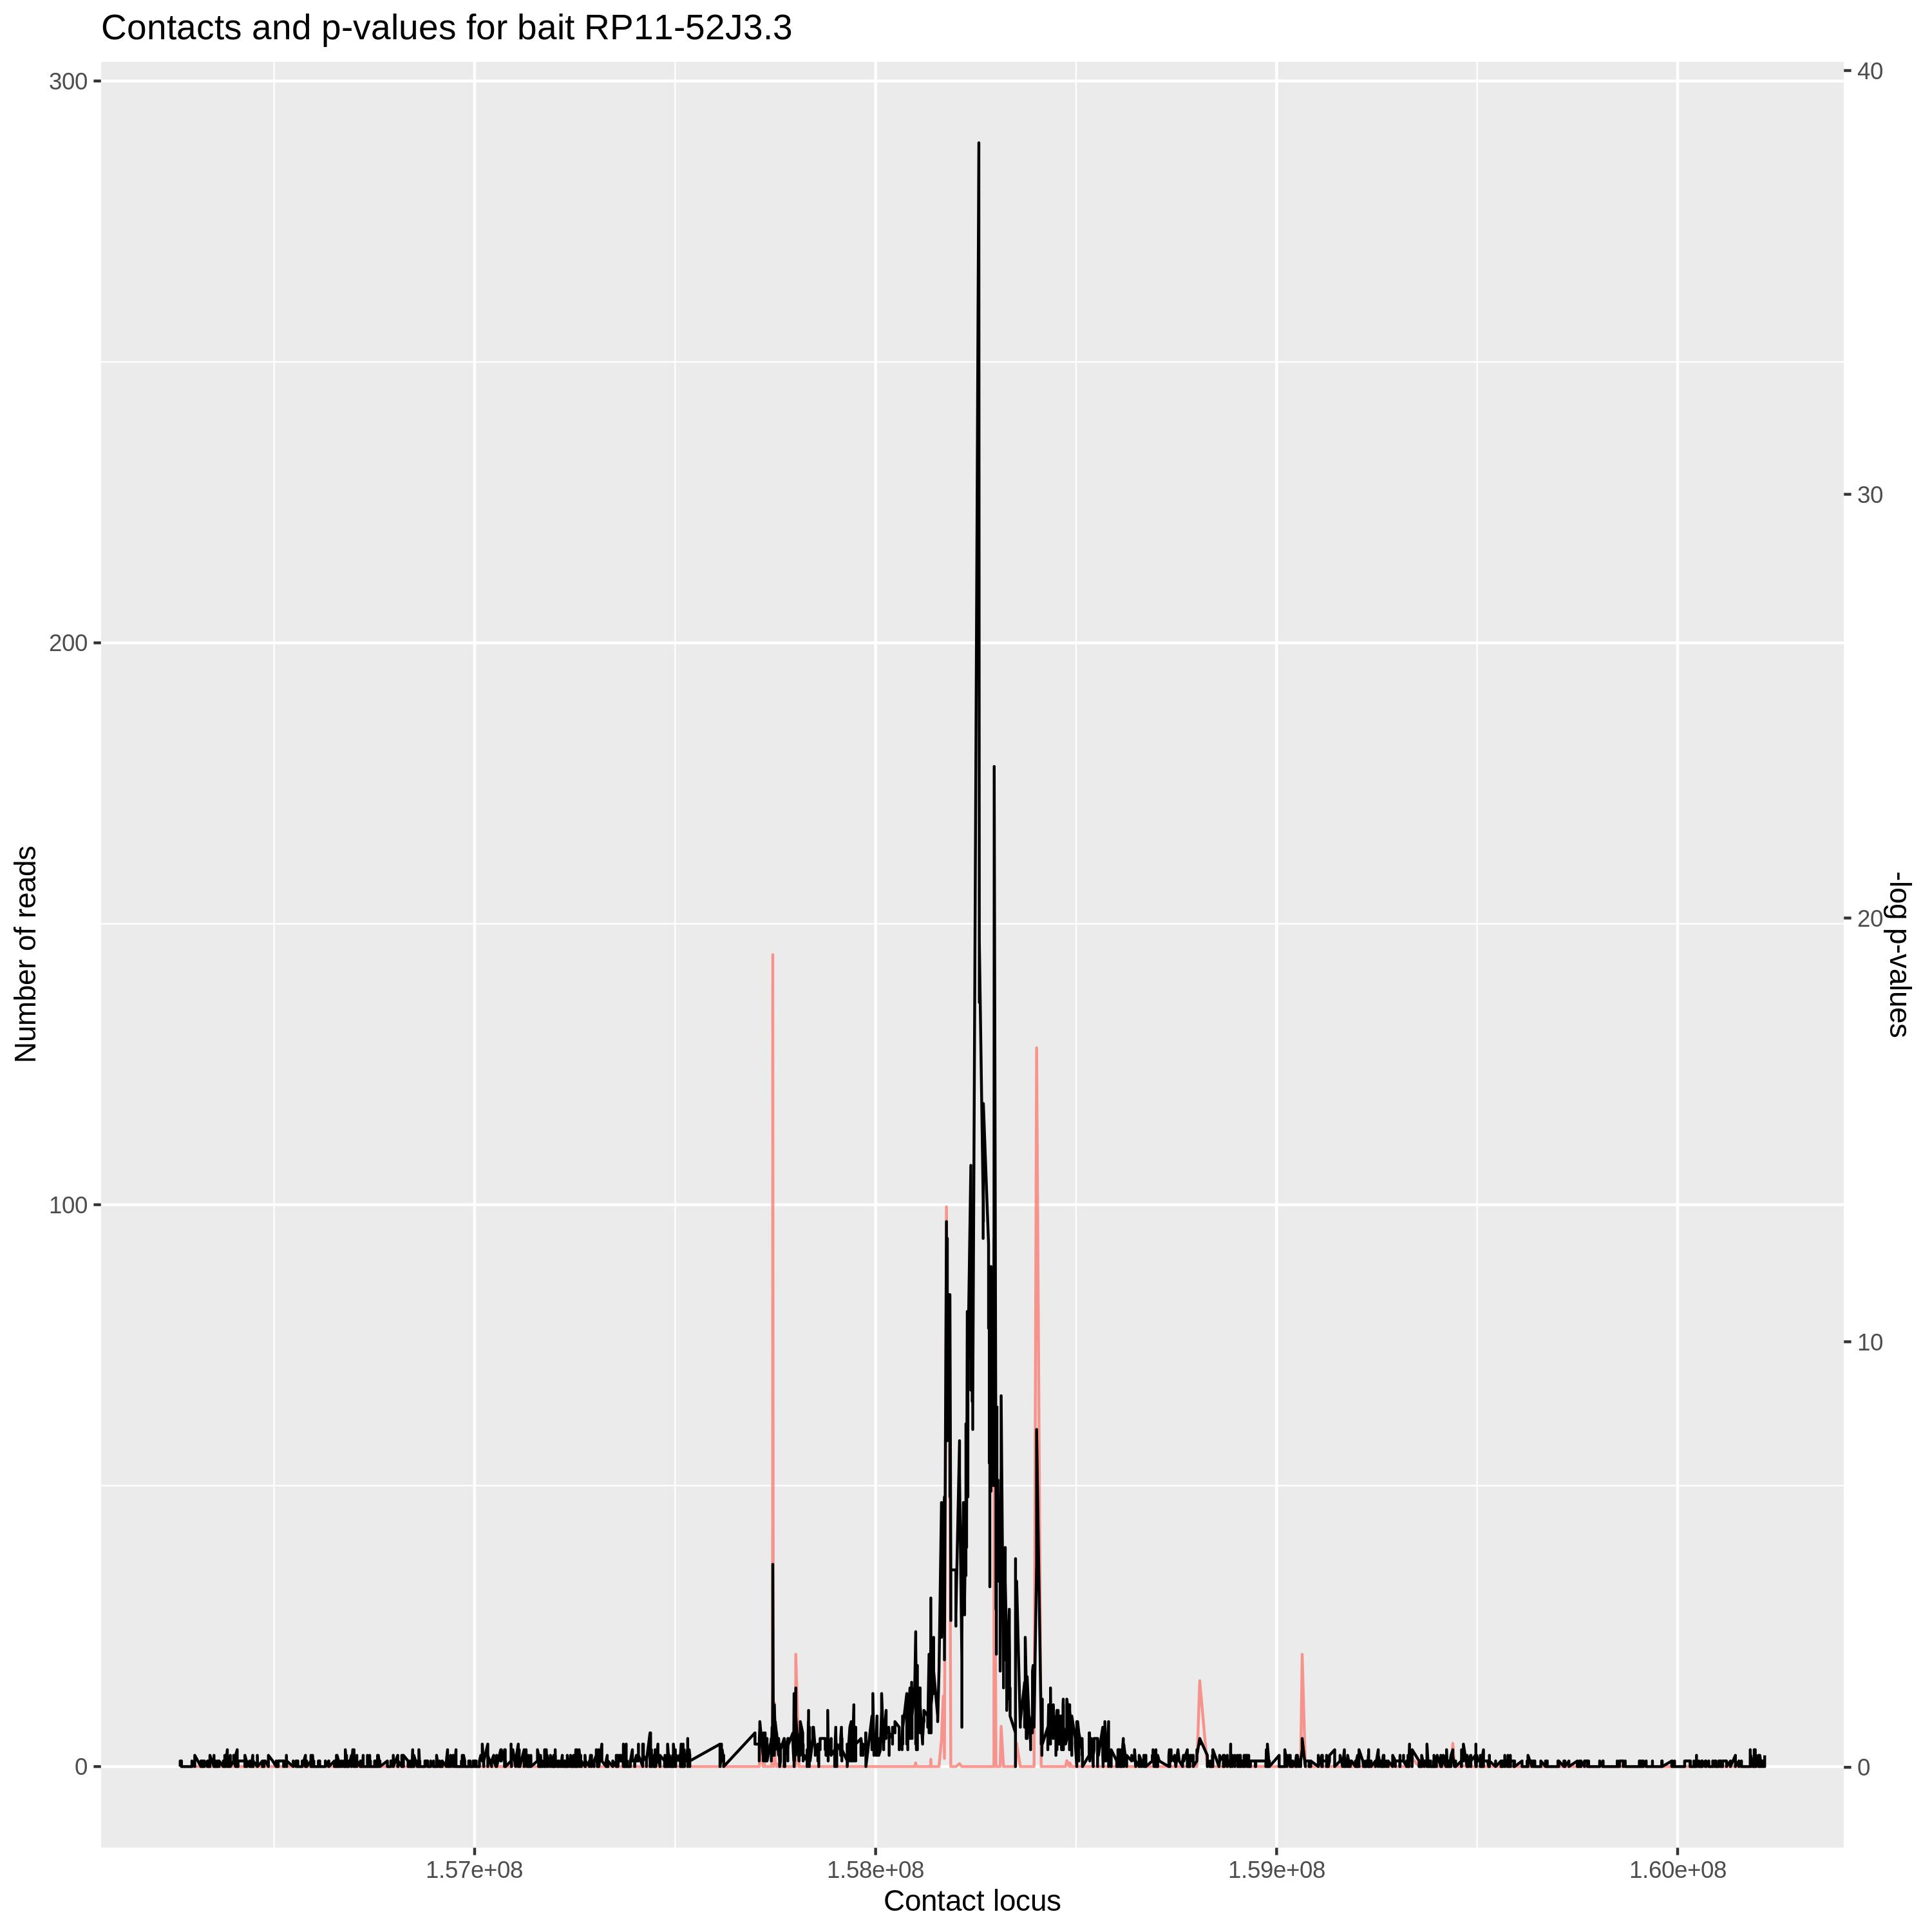 Contacts and p-values for bait RP11-52J3.3
300
200
100
0
Number of reads
40
30
20
10
0
-log p-values
1.57e+08
1.58e+08
1.59e+08
1.60e+08
Contact locus